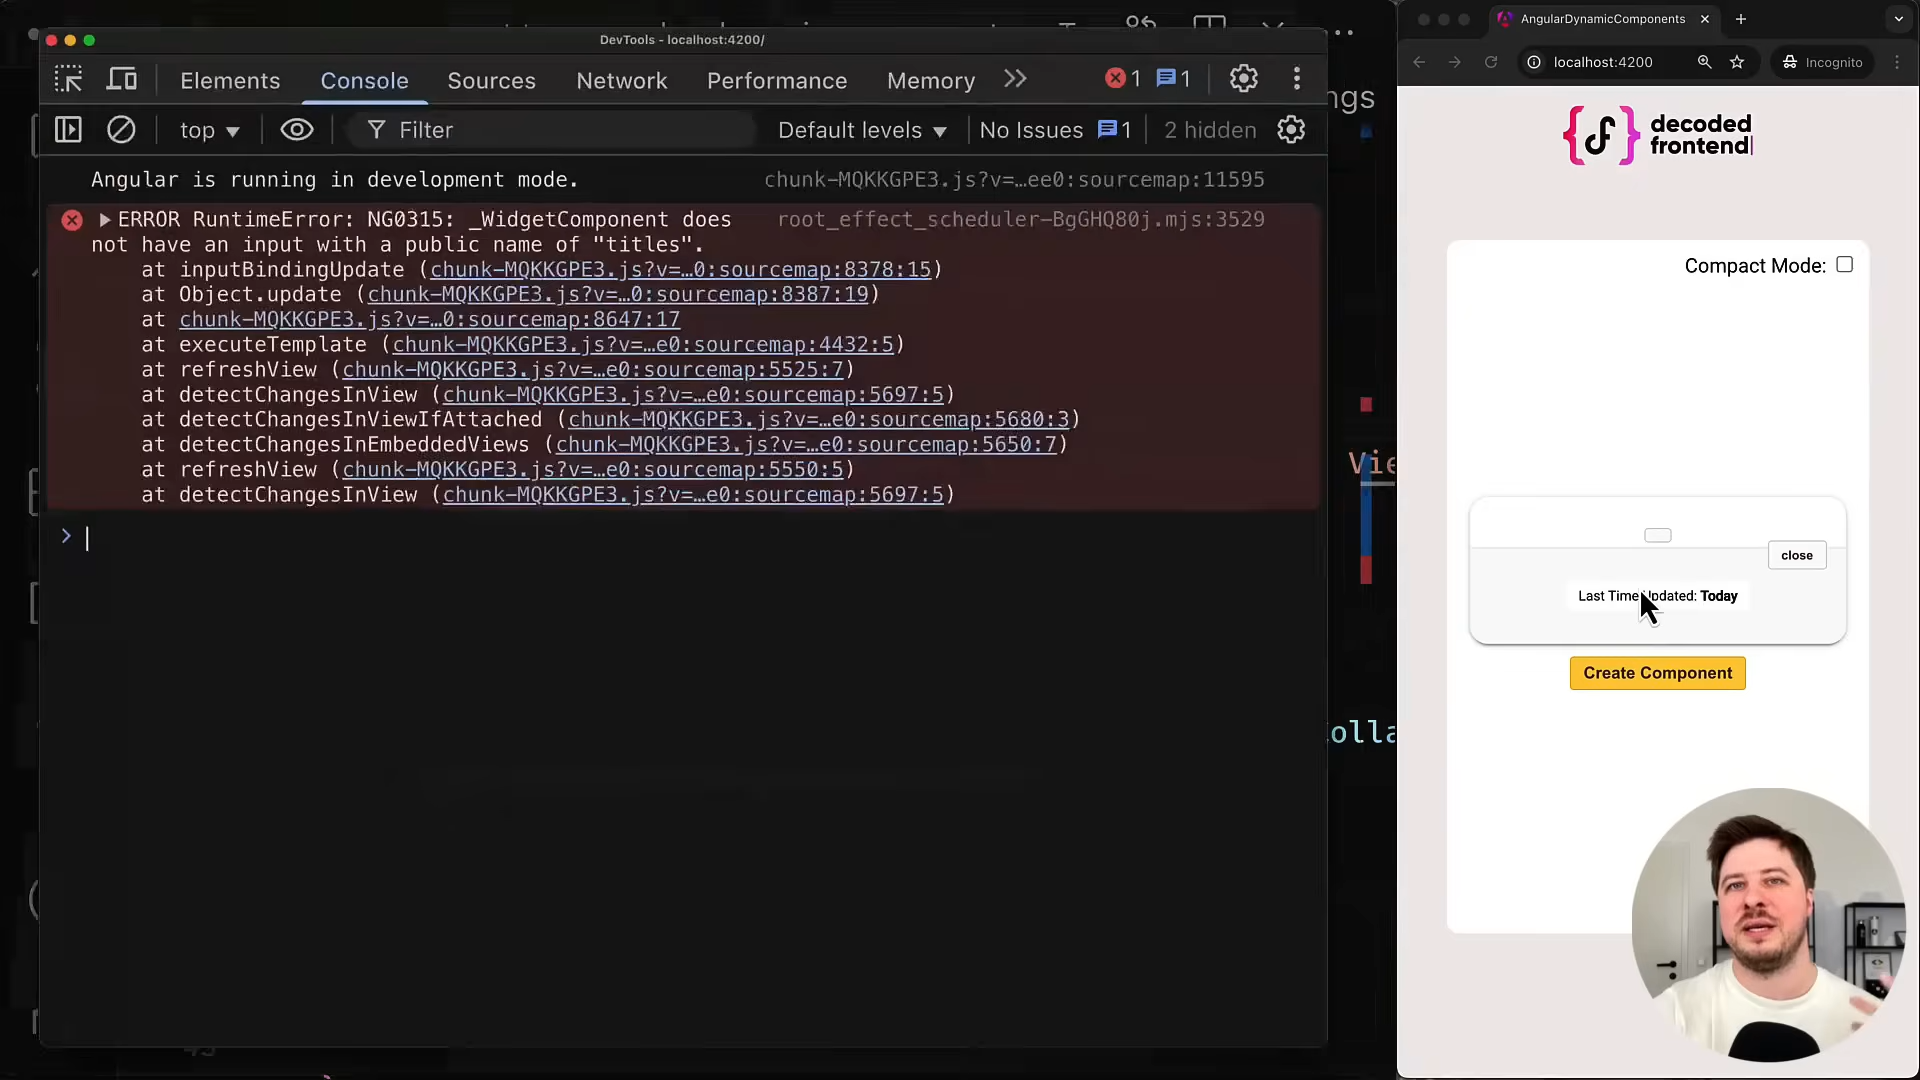 DevTools - localhost:4200/
Elements Console Sources Network Performance Memory 1 1
top Filter Default levels No Issues 1 2 hidden
Angular is running in development mode. chunk-MQKKGPE3.js?v=…ee0:sourcemap:11595
ERROR RuntimeError: NG0315: _WidgetComponent does root_effect_scheduler-BgGHQ80j.mjs:3529
not have an input with a public name of "titles".
at inputBindingUpdate (chunk-MQKKGPE3.js?v=…0:sourcemap:8378:15)
at Object.update (chunk-MQKKGPE3.js?v=…0:sourcemap:8387:19)
at chunk-MQKKGPE3.js?v=…0:sourcemap:8647:17
at executeTemplate (chunk-MQKKGPE3.js?v=…e0:sourcemap:4432:5)
at refreshView (chunk-MQKKGPE3.js?v=…e0:sourcemap:5525:7)
at detectChangesInView (chunk-MQKKGPE3.js?v=…e0:sourcemap:5697:5)
at detectChangesInViewIfAttached (chunk-MQKKGPE3.js?v=…e0:sourcemap:5680:3)
at detectChangesInEmbeddedViews (chunk-MQKKGPE3.js?v=…e0:sourcemap:5650:7)
at refreshView (chunk-MQKKGPE3.js?v=…e0:sourcemap:5550:5)
at detectChangesInView (chunk-MQKKGPE3.js?v=…e0:sourcemap:5697:5)
>
ngs
Vie
olla
AngularDynamicComponents
localhost:4200 Incognito
decoded
frontend
Compact Mode:
close
Last Time Updated: Today
Create Component